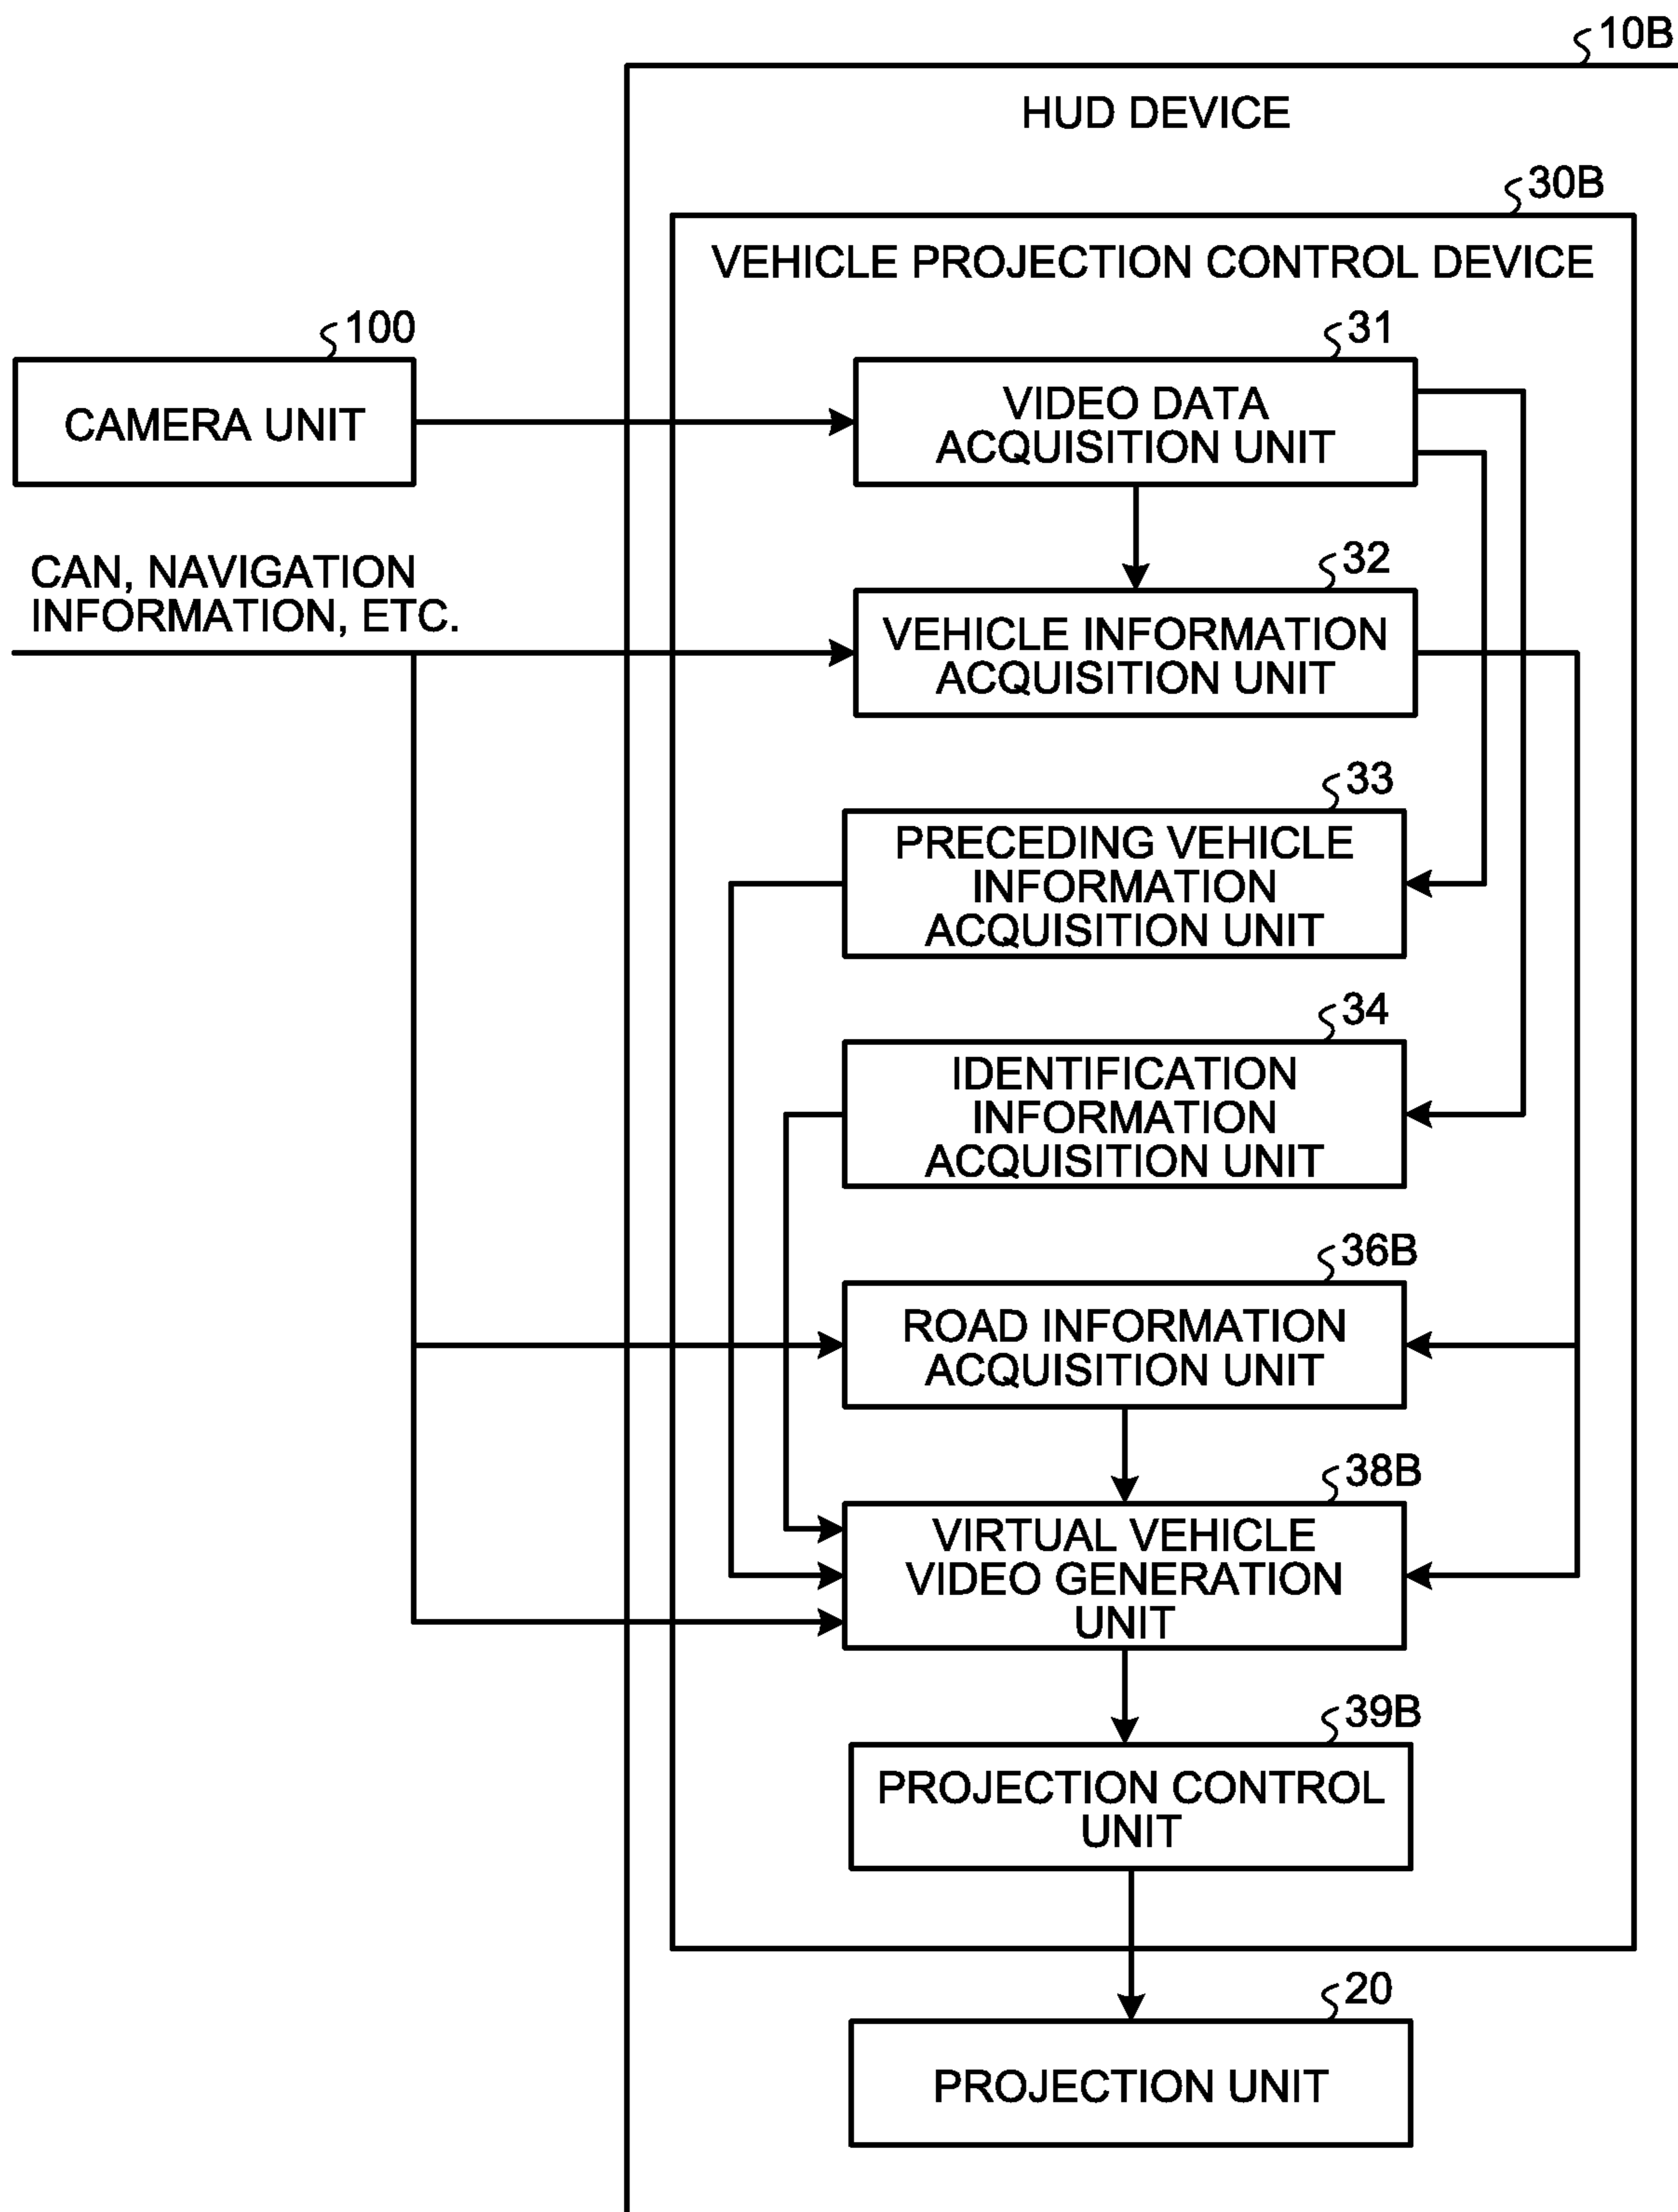 10B
HUD DEVICE
30B
VEHICLE PROJECTION CONTROL DEVICE
100
CAMERA UNIT
31
VIDEO DATA
ACQUISITION UNIT
CAN, NAVIGATION
INFORMATION, ETC.
32
VEHICLE INFORMATION
ACQUISITION UNIT
33
PRECEDING VEHICLE
INFORMATION
ACQUISITION UNIT
34
IDENTIFICATION
INFORMATION
ACQUISITION UNIT
36B
ROAD INFORMATION
ACQUISITION UNIT
38B
VIRTUAL VEHICLE
VIDEO GENERATION
UNIT
39B
PROJECTION CONTROL
UNIT
20
PROJECTION UNIT